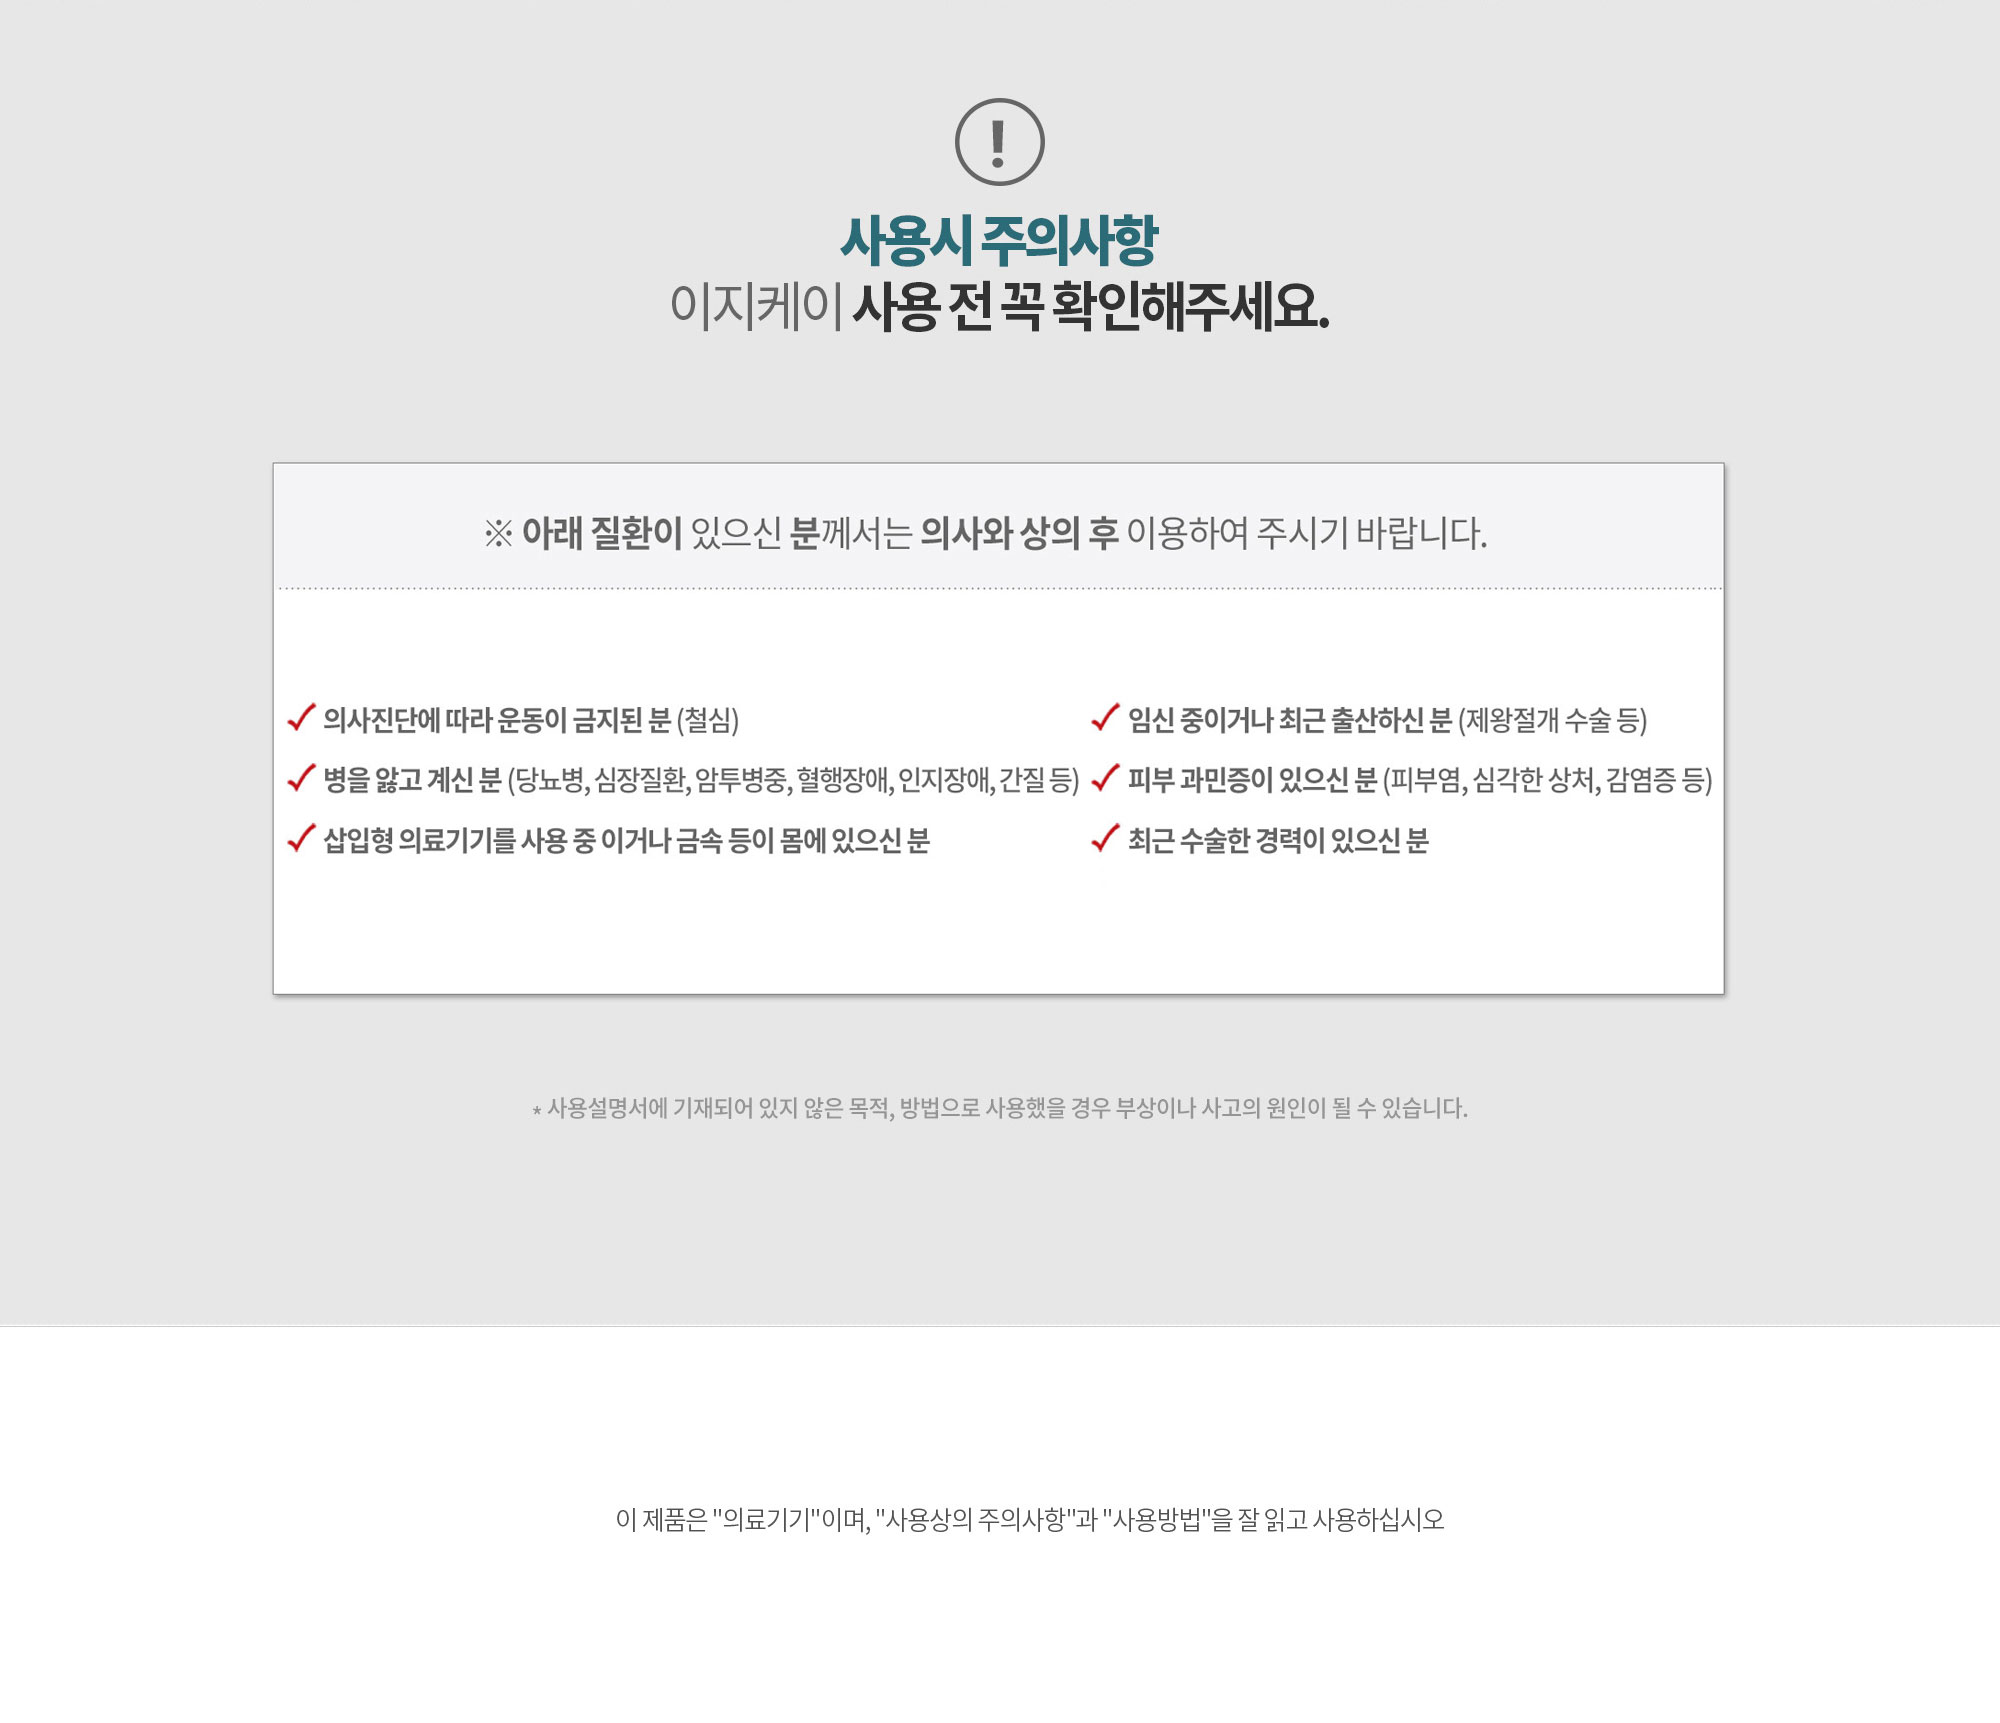 !
사용시 주의사항
이지케이 사용 전 꼭 확인해주세요.
※ 아래 질환이 있으신 분께서는 의사와 상의 후 이용하여 주시기 바랍니다.
의사진단에 따라 운동이 금지된 분 (철심)
병을 앓고 계신 분 (당뇨병, 심장질환, 암투병중, 혈행장애, 인지장애, 간질 등)
삽입형 의료기기를 사용 중 이거나 금속 등이 몸에 있으신 분
임신 중이거나 최근 출산하신 분 (제왕절개 수술 등)
피부 과민증이 있으신 분 (피부염, 심각한 상처, 감염증 등)
최근 수술한 경력이 있으신 분
* 사용설명서에 기재되어 있지 않은 목적, 방법으로 사용했을 경우 부상이나 사고의 원인이 될 수 있습니다.
이 제품은 "의료기기"이며, "사용상의 주의사항"과 "사용방법"을 잘 읽고 사용하십시오